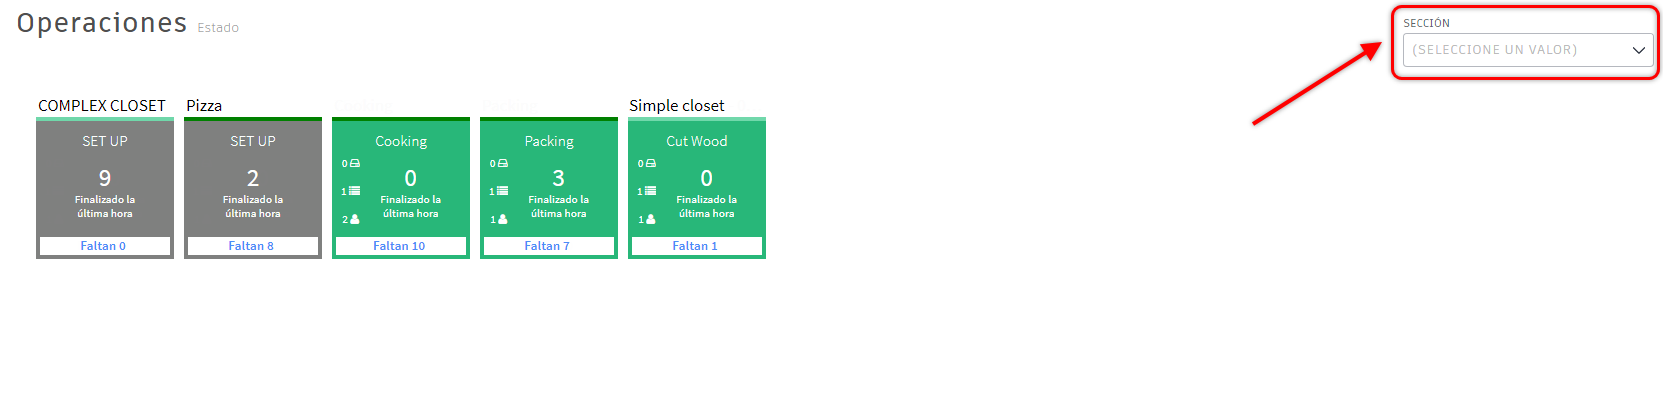 Operaciones Estado
SECCIÓN
(SELECCIONE UN VALOR)
COMPLEX CLOSET
SET UP
9
Finalizado la
última hora
Faltan 0
Pizza
SET UP
2
Finalizado la
última hora
Faltan 8
Cooking
0
1
2
0
Finalizado la
última hora
Faltan 10
Packing
0
1
1
3
Finalizado la
última hora
Faltan 7
Simple closet
Cut Wood
0
1
1
0
Finalizado la
última hora
Faltan 1